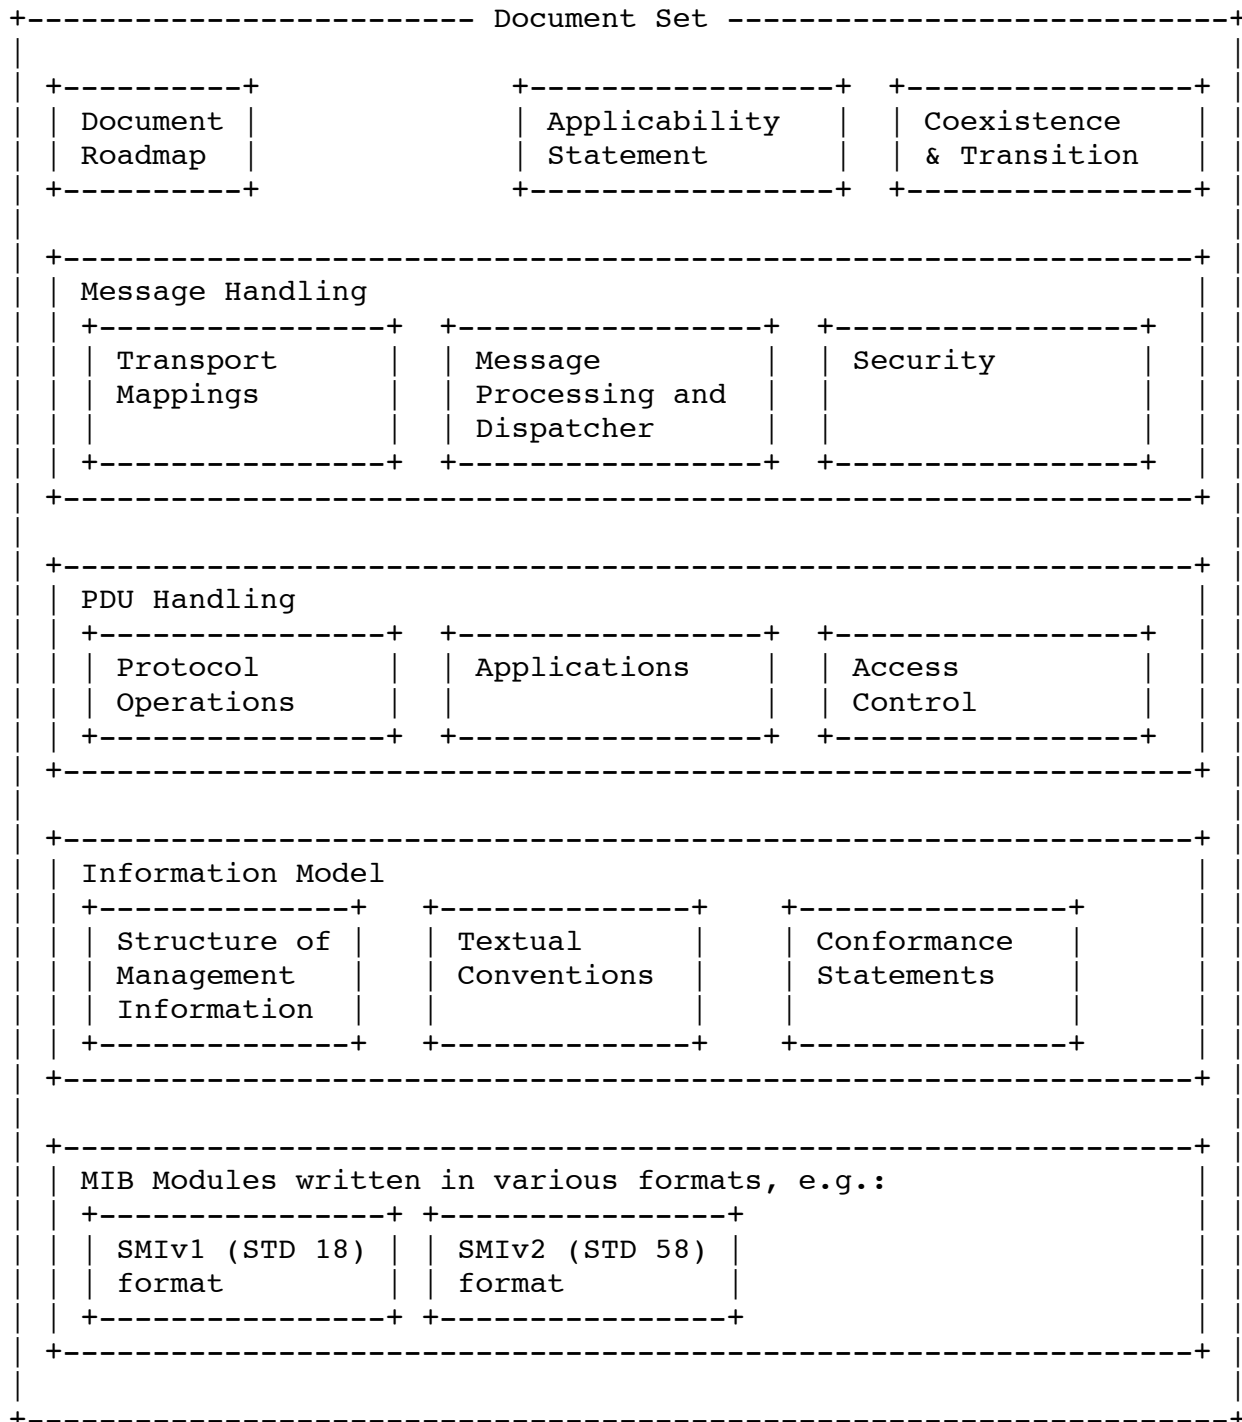 Document Set
Document Applicability Coexistence
Roadmap Statement & Transition
Message Handling
Transport Message Security
Mappings Processing and
Dispatcher
PDU Handling
Protocol Applications Access
Operations Control
Information Model
Structure of Textual Conformance
Management Conventions Statements
Information
MIB Modules written in various formats, e.g.:
SMIv1 (STD 18) SMIv2 (STD 58)
format format